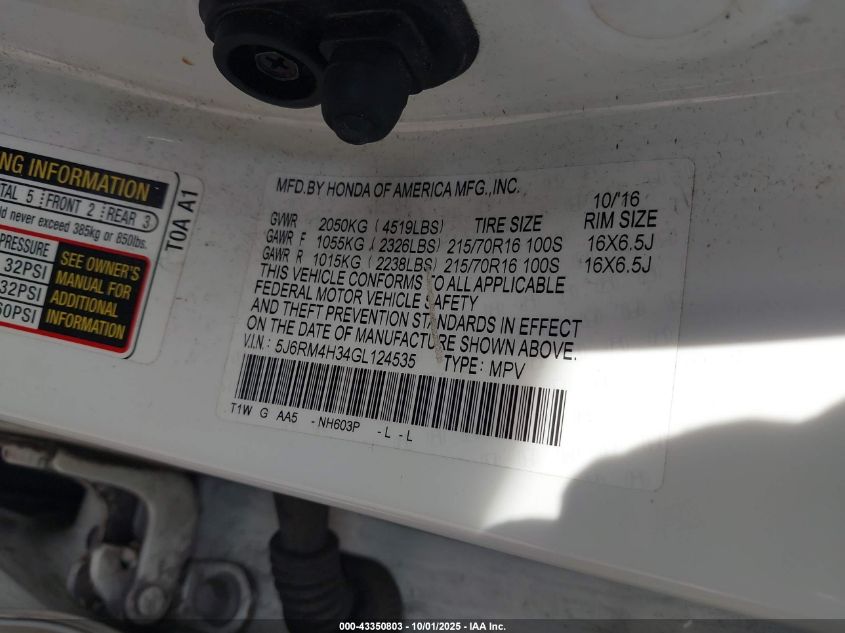 NG INFORMATION
TAL 5 FRONT 2 REAR 3
ld never exceed 385kg or 850lbs.
PRESSURE
32PSI
32PSI
60PSI
SEE OWNER'S
MANUAL FOR
ADDITIONAL
INFORMATION
T0A A1
MFD.BY HONDA OF AMERICA MFG.,INC. 10/'16
GVWR 2050KG (4519LBS) TIRE SIZE RIM SIZE
GAWR F 1055KG (2326LBS) 215/70R16 100S 16X6.5J
GAWR R 1015KG (2238LBS) 215/70R16 100S 16X6.5J
THIS VEHICLE CONFORMS TO ALL APPLICABLE
FEDERAL MOTOR VEHICLE SAFETY
AND THEFT PREVENTION STANDARDS IN EFFECT
ON THE DATE OF MANUFACTURE SHOWN ABOVE.
V.I.N.: 5J6RM4H34GL124535 TYPE: MPV
T1W G AA5 - NH603P - L - L
000-43350803 - 10/01/2025 - IAA Inc.